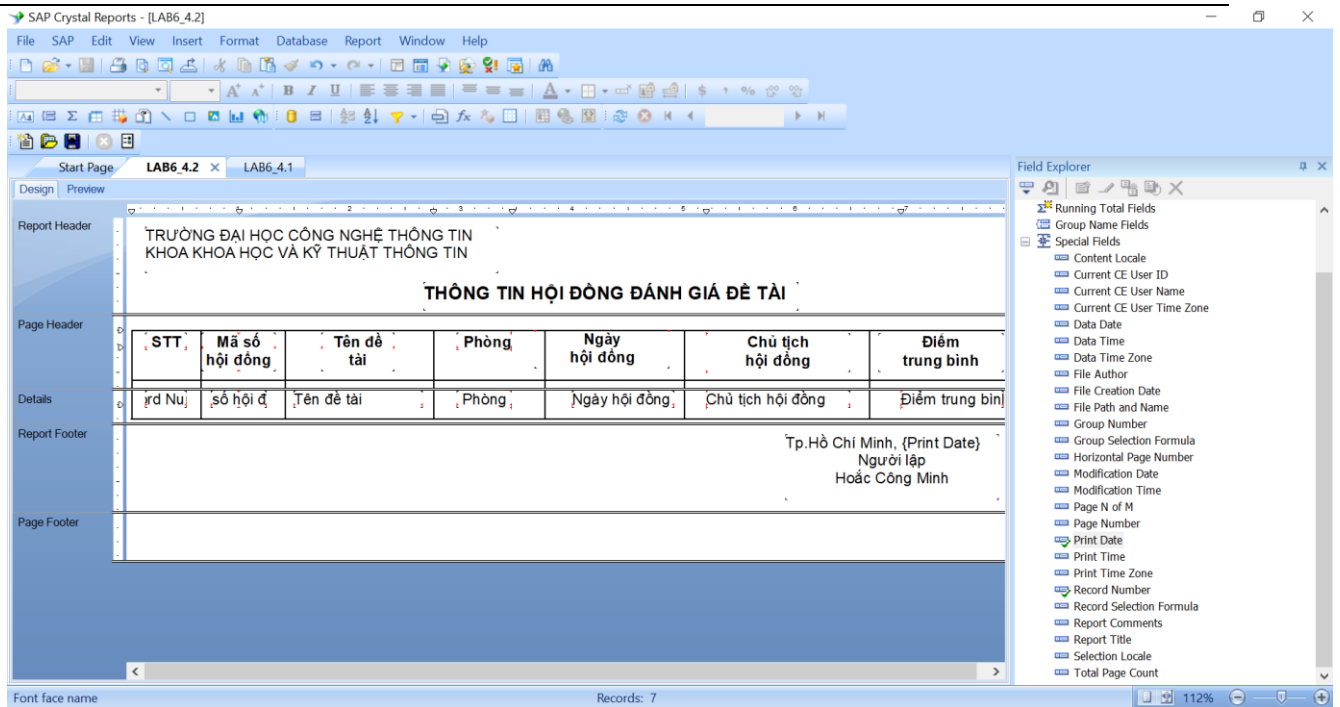 SAP Crystal Reports - [LAB6_4.2]
File SAP Edit View Insert Format Database Report Window Help
Start Page LAB6_4.2 LAB6_4.1
Design Preview
Report Header
TRƯỜNG ĐẠI HỌC CÔNG NGHỆ THÔNG TIN
KHOA KHOA HỌC VÀ KỸ THUẬT THÔNG TIN
THÔNG TIN HỘI ĐỒNG ĐÁNH GIÁ ĐỀ TÀI
Page Header
STT Mã số hội đồng Tên đề tài Phòng Ngày hội đồng Chủ tịch hội đồng Điểm trung bình
Details
ord Nu số hội đ Tên đề tài Phòng Ngày hội đồng Chủ tịch hội đồng Điểm trung bìn
Report Footer
Tp.Hồ Chí Minh, {Print Date}
Người lập
Hoắc Công Minh
Page Footer
Field Explorer
Running Total Fields
Group Name Fields
Special Fields
Content Locale
Current CE User ID
Current CE User Name
Current CE User Time Zone
Data Date
Data Time
Data Time Zone
File Author
File Creation Date
File Path and Name
Group Number
Group Selection Formula
Horizontal Page Number
Modification Date
Modification Time
Page N of M
Page Number
Print Date
Print Time
Print Time Zone
Record Number
Record Selection Formula
Report Comments
Report Title
Selection Locale
Total Page Count
Font face name Records: 7 112%